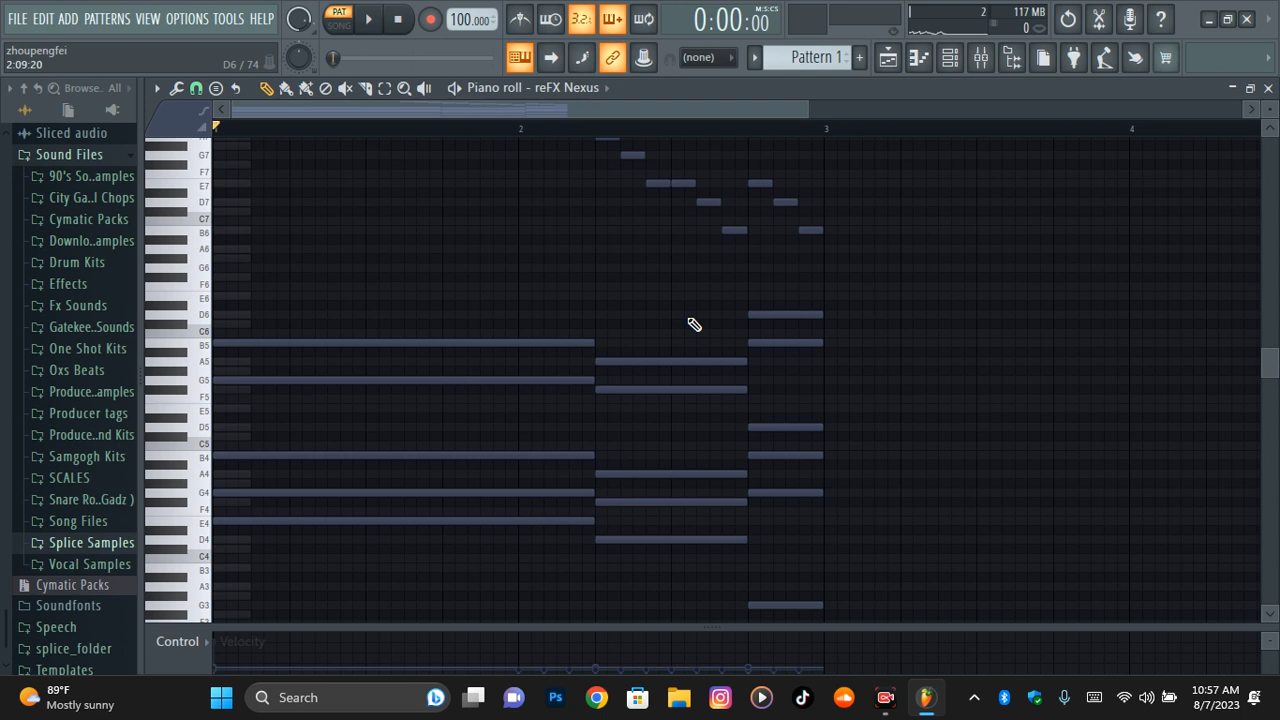 FILE EDIT ADD PATTERNS VIEW OPTIONS TOOLS HELP
PAT
SONG
100.000
3.2.
0:00:00
M:S:CS
2
117 MB
0
zhoupengfei
2:09:20
D6 / 74
(none)
Pattern 1
Browse.. All
Piano roll - reFX Nexus
Sliced audio
Sound Files
90's So..amples
City Ga..l Chops
Cymatic Packs
Downlo..amples
Drum Kits
Effects
Fx Sounds
Gatekee..Sounds
One Shot Kits
Oxs Beats
Produce..amples
Producer tags
Produce..nd Kits
Samgogh Kits
SCALES
Snare Ro..Gadz )
Song Files
Splice Samples
Vocal Samples
Cymatic Packs
Soundfonts
Speech
splice_folder
Templates
2
3
4
G7
F7
E7
D7
C7
B6
A6
G6
F6
E6
D6
C6
B5
A5
G5
F5
E5
D5
C5
B4
A4
G4
F4
E4
D4
C4
B3
A3
G3
Control
Velocity
89°F
Mostly sunny
Search
10:57 AM
8/7/2023